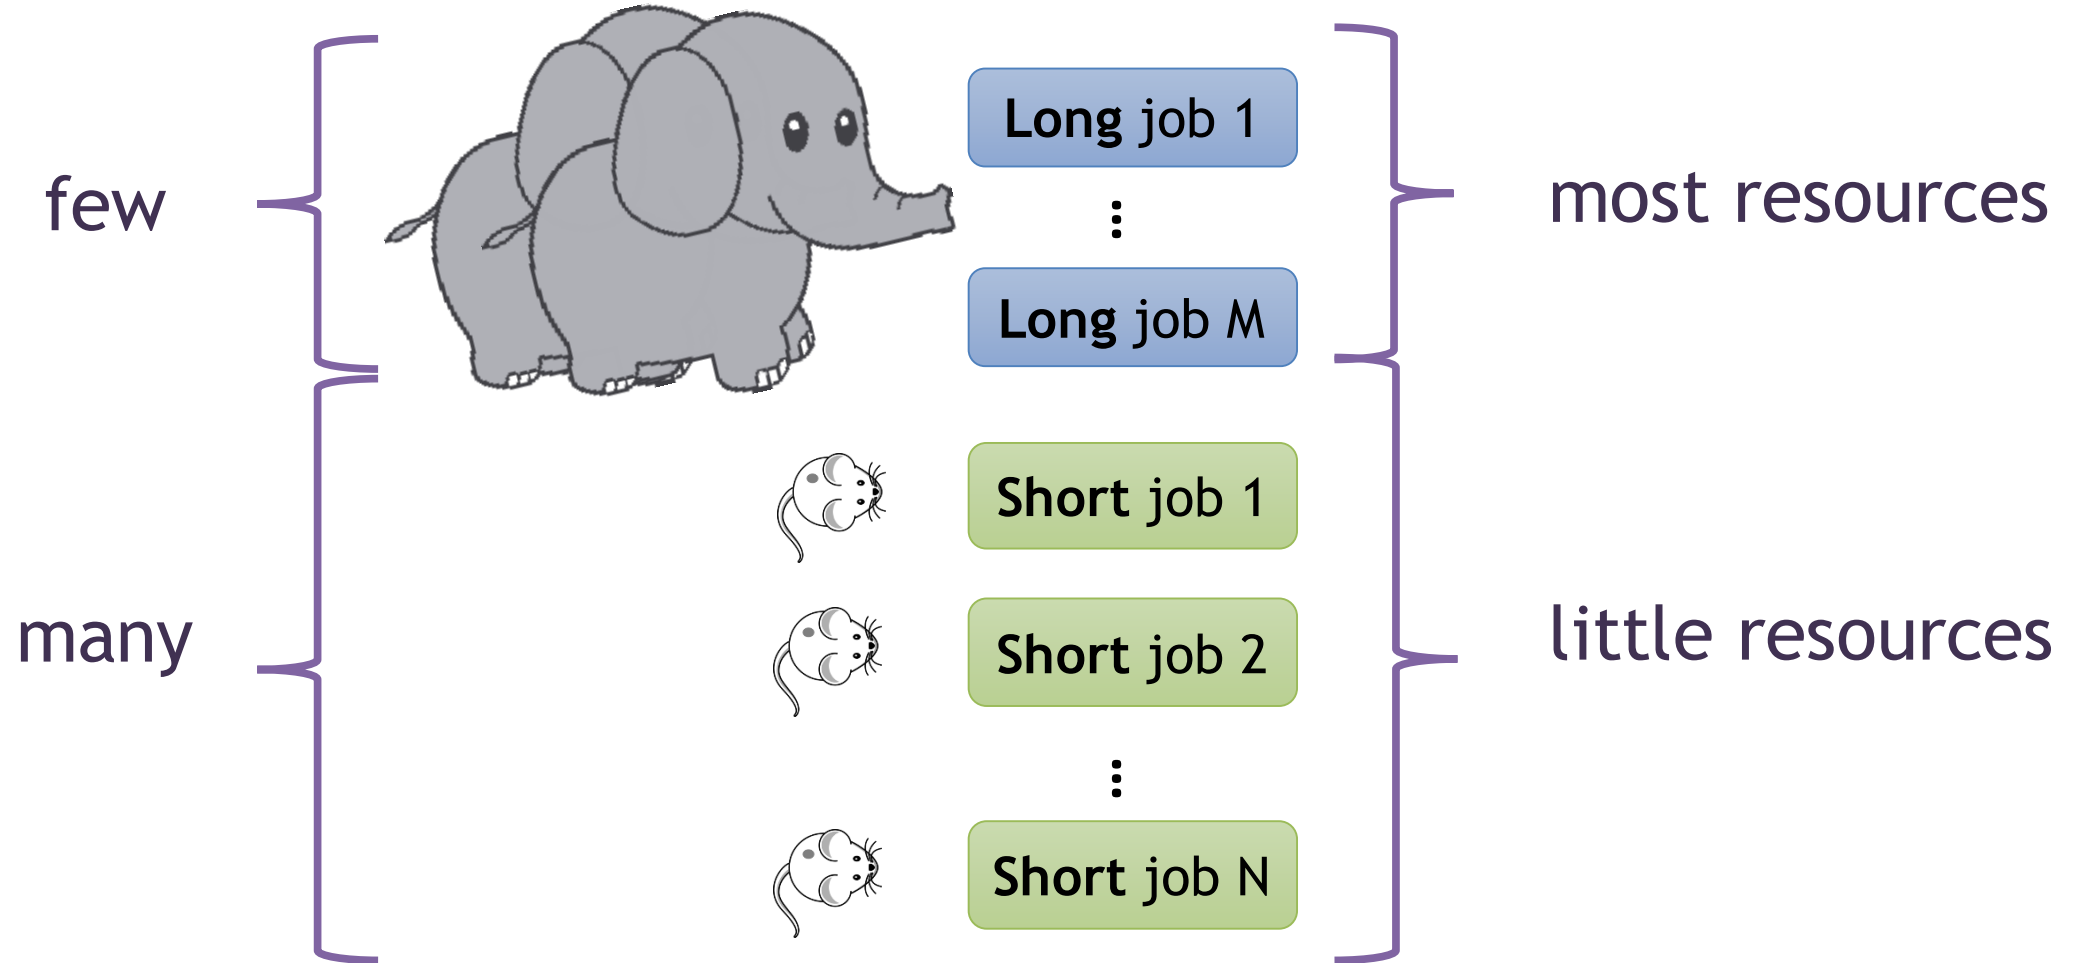 few
Long job 1
⋮
Long job M
most resources
many
Short job 1
Short job 2
⋮
Short job N
little resources